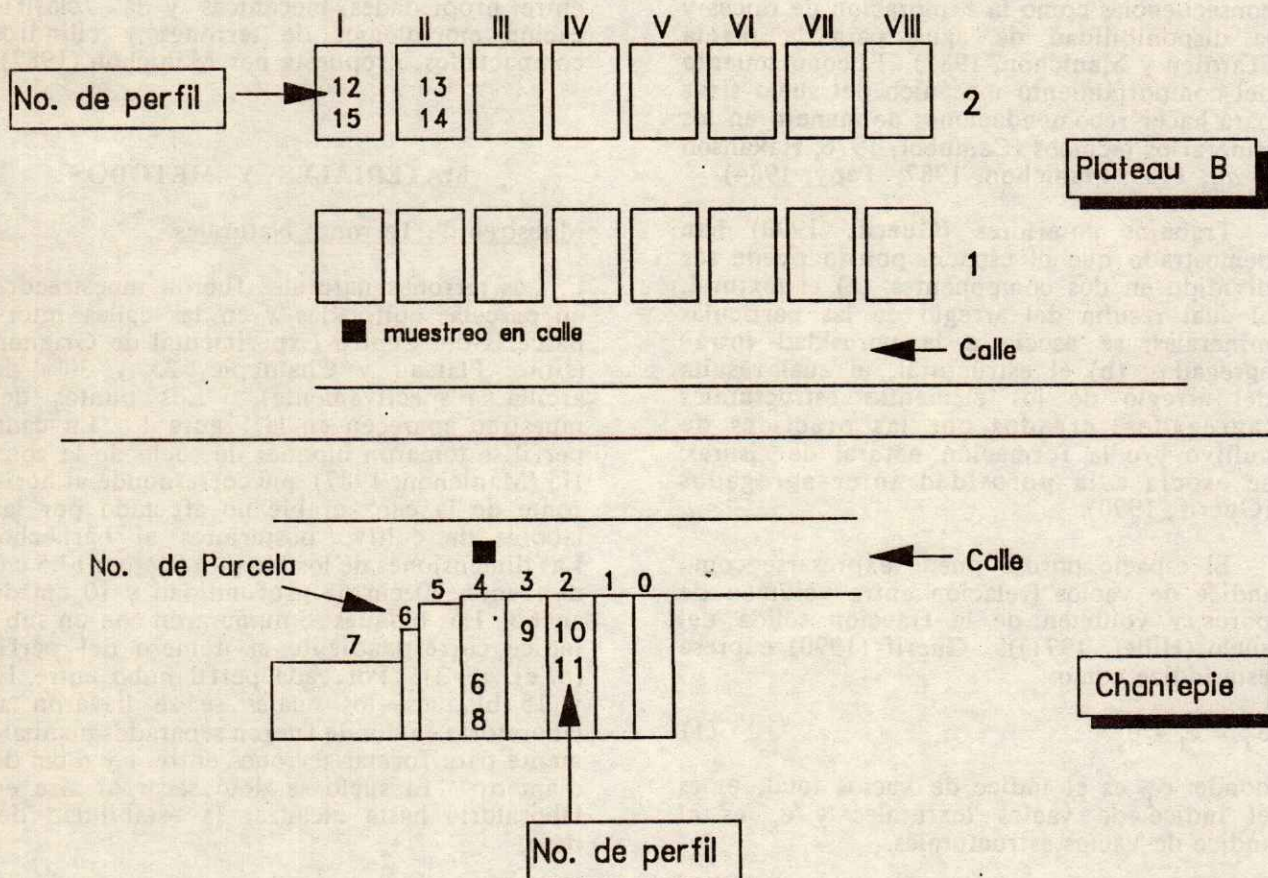 I II III IV V VI VII VIII
No. de perfil
12 13
15 14
2
Plateau B
1
muestreo en calle
Calle
Calle
No. de Parcela
7 6 5 4 3 2 1 0
9 10
11
6
8
Chantepie
No. de perfil